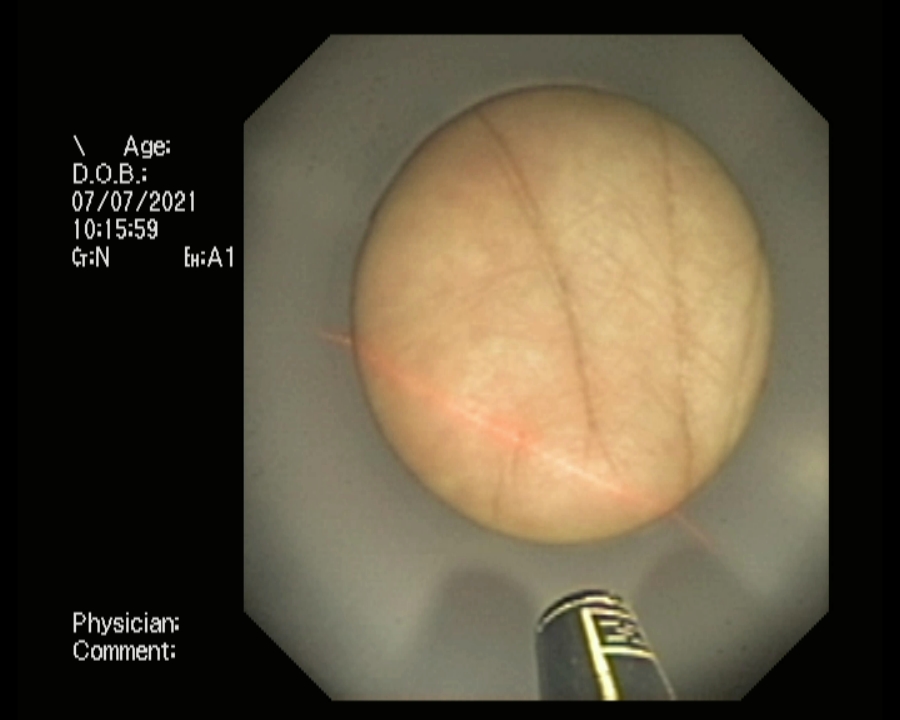 \ Age:
D.O.B.:
07/07/2021
10:15:59
Cr:N Eh:A1
Physician:
Comment: